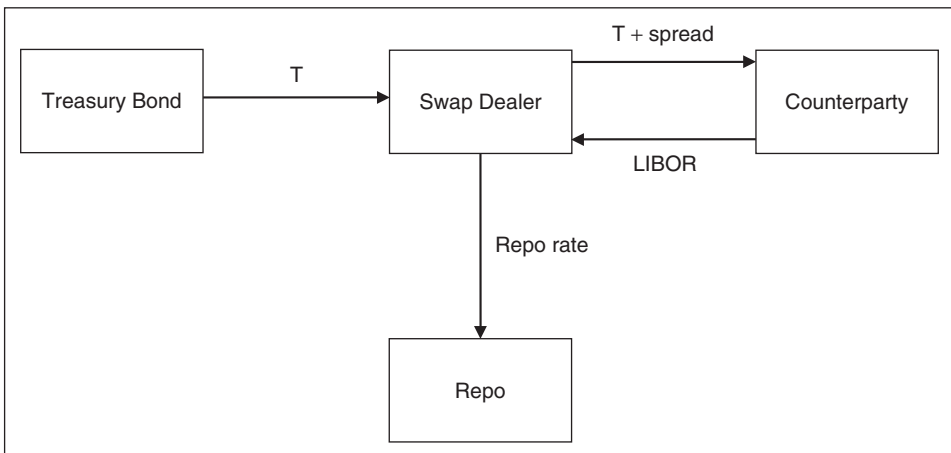 T + spread
T
Treasury Bond
Swap Dealer
Counterparty
LIBOR
Repo rate
Repo